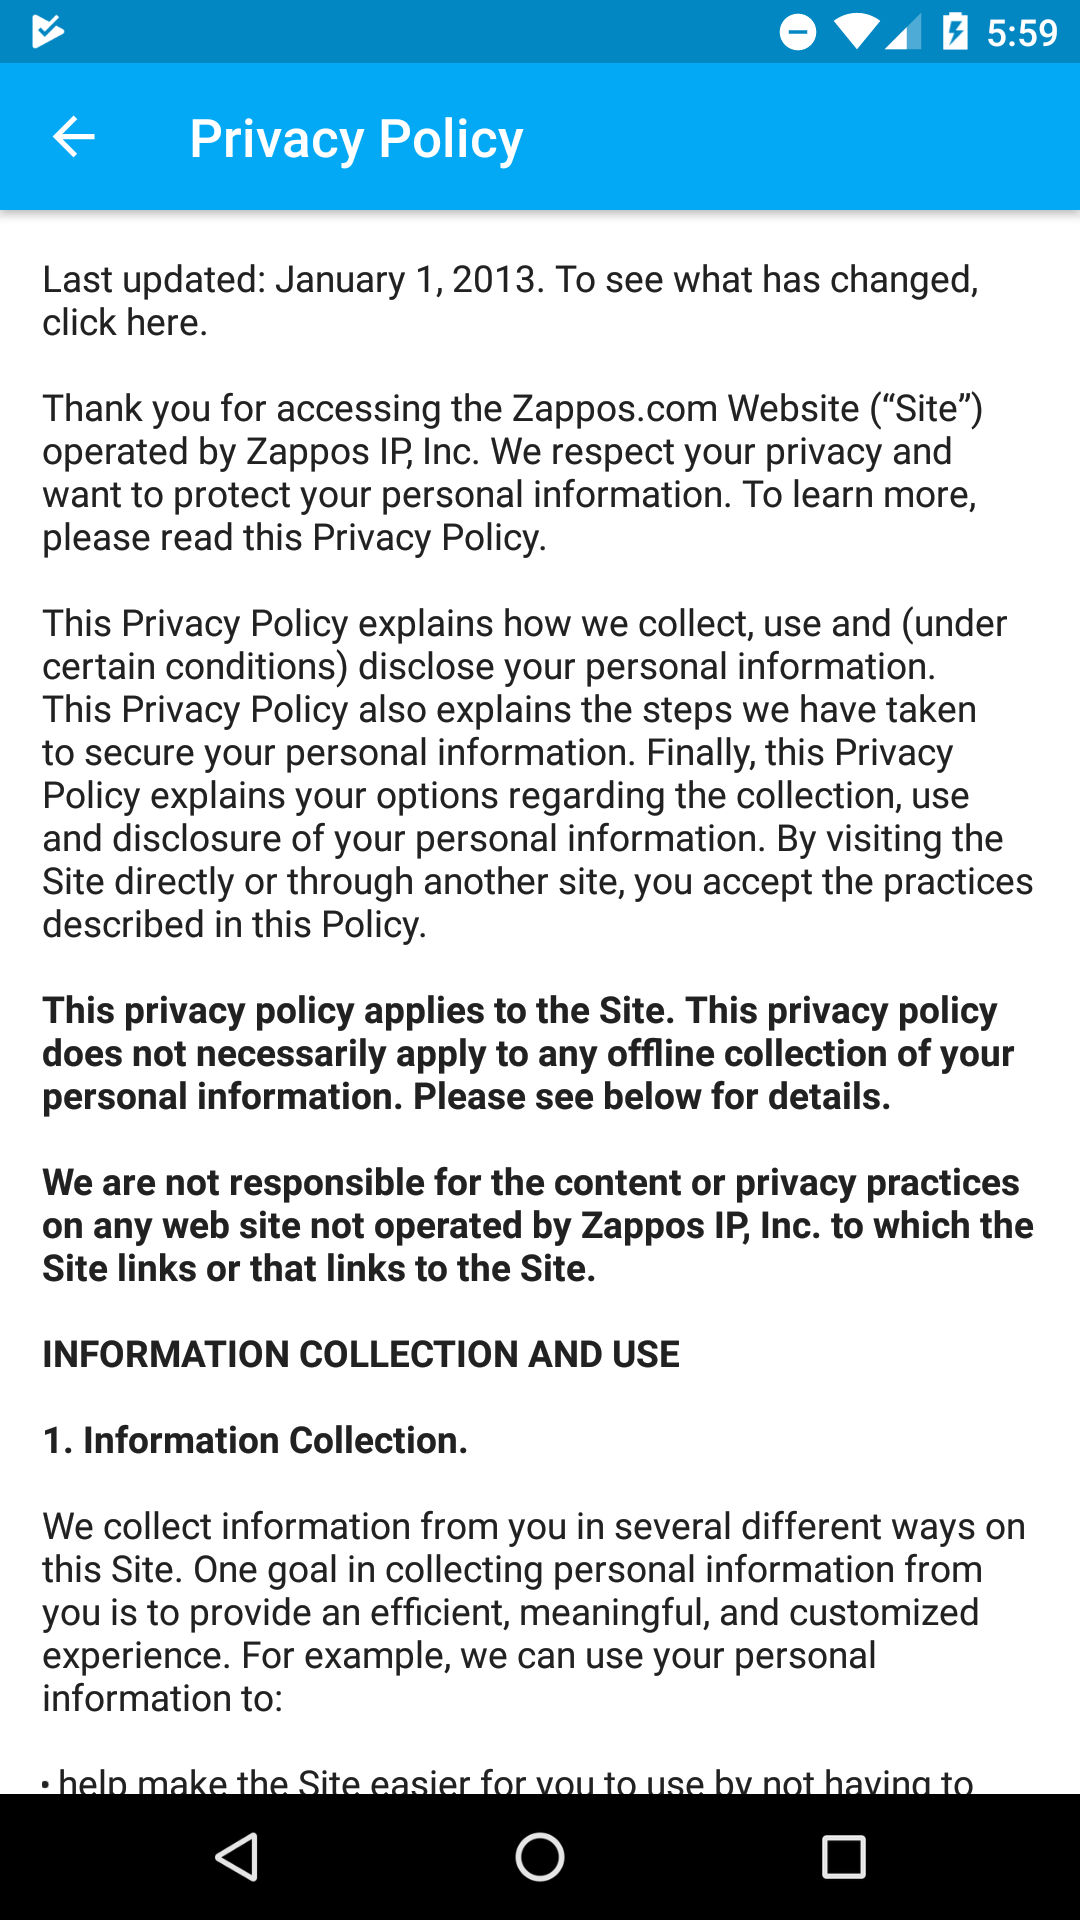 5:59
Privacy Policy
Last updated: January 1, 2013. To see what has changed,
click here.
Thank you for accessing the Zappos.com Website (“Site”)
operated by Zappos IP, Inc. We respect your privacy and
want to protect your personal information. To learn more,
please read this Privacy Policy.
This Privacy Policy explains how we collect, use and (under
certain conditions) disclose your personal information.
This Privacy Policy also explains the steps we have taken
to secure your personal information. Finally, this Privacy
Policy explains your options regarding the collection, use
and disclosure of your personal information. By visiting the
Site directly or through another site, you accept the practices
described in this Policy.
This privacy policy applies to the Site. This privacy policy
does not necessarily apply to any offline collection of your
personal information. Please see below for details.
We are not responsible for the content or privacy practices
on any web site not operated by Zappos IP, Inc. to which the
Site links or that links to the Site.
INFORMATION COLLECTION AND USE
1. Information Collection.
We collect information from you in several different ways on
this Site. One goal in collecting personal information from
you is to provide an efficient, meaningful, and customized
experience. For example, we can use your personal
information to:
• help make the Site easier for you to use by not having to